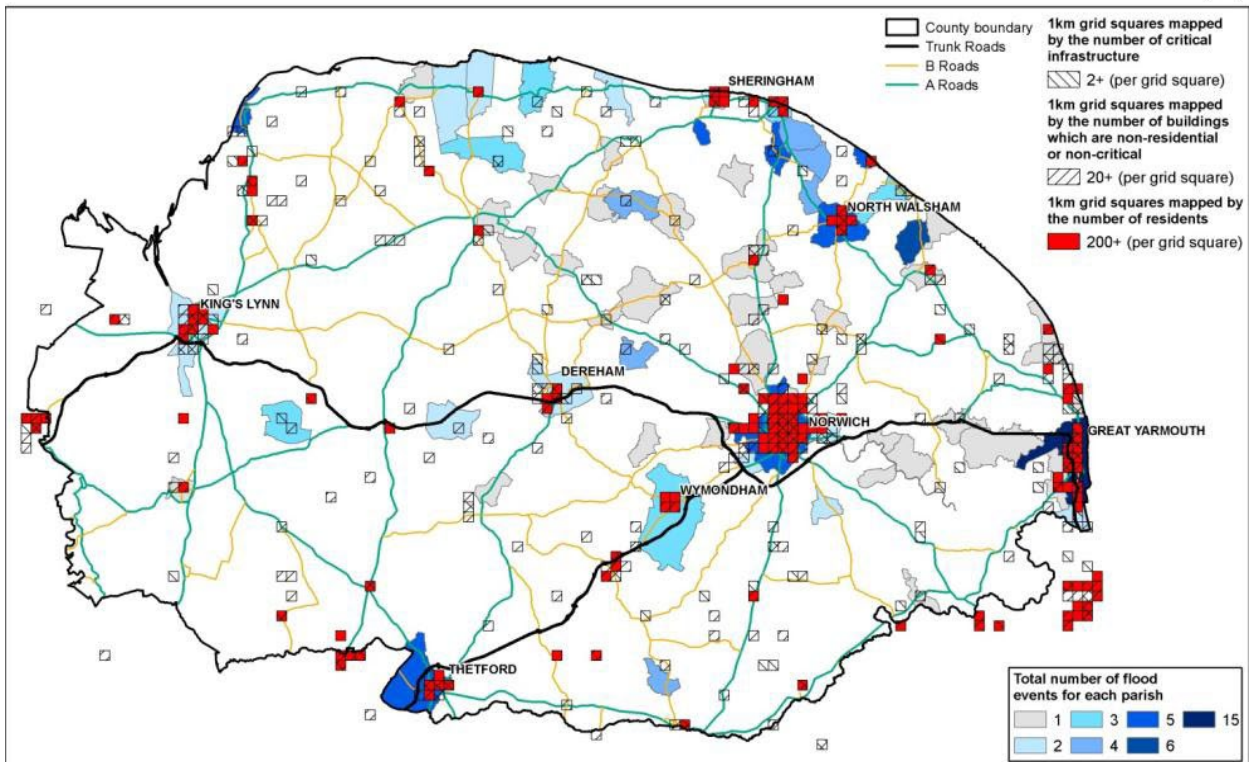 County boundary
Trunk Roads
B Roads
A Roads
1km grid squares mapped
by the number of critical
infrastructure
2+ (per grid square)
1km grid squares mapped
by the number of buildings
which are non-residential
or non-critical
20+ (per grid square)
1km grid squares mapped by
the number of residents
200+ (per grid square)
SHERINGHAM
NORTH WALSHAM
KING'S LYNN
DEREHAM
NORWICH
GREAT YARMOUTH
WYMONDHAM
THETFORD
Total number of flood
events for each parish
1 3 5 15
2 4 6